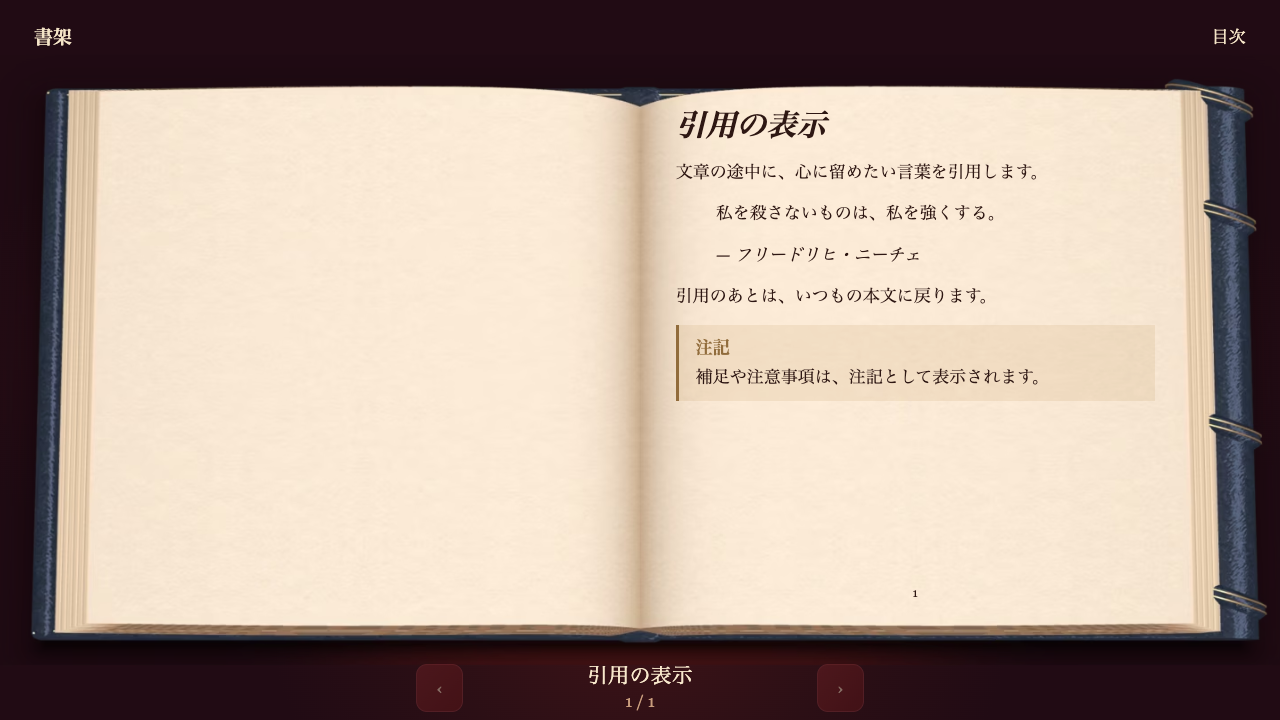 書架
目次
引用の表示
文章の途中に、心に留めたい言葉を引用します。
私を殺さないものは、私を強くする。
— フリードリヒ・ニーチェ
引用のあとは、いつもの本文に戻ります。
注記
補足や注意事項は、注記として表示されます。
1
‹
引用の表示
›
1 / 1